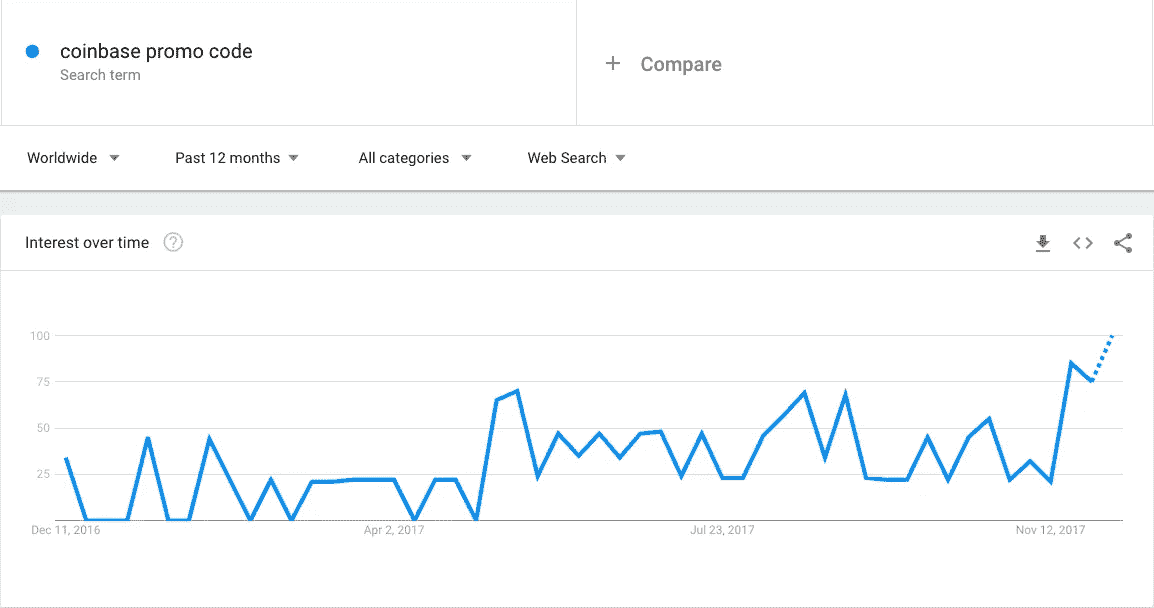 coinbase promo code
Search term
+ Compare
Worldwide
Past 12 months
All categories
Web Search
Interest over time ?
100
75
50
25
Dec 11, 2016
Apr 2, 2017
Jul 23, 2017
Nov 12, 2017